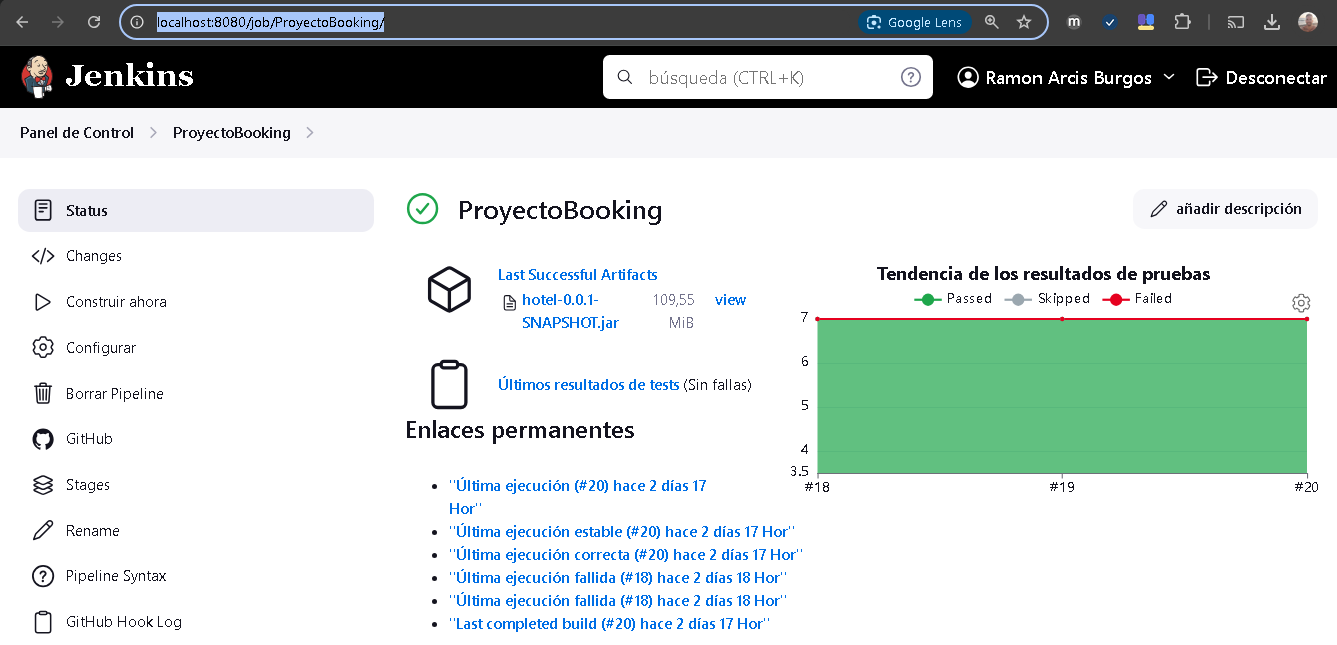 localhost:8080/job/ProyectoBooking/
Google Lens
m
Jenkins
búsqueda (CTRL+K)
Ramon Arcis Burgos
Desconectar
Panel de Control
ProyectoBooking
Status
Changes
Construir ahora
Configurar
Borrar Pipeline
GitHub
Stages
Rename
Pipeline Syntax
GitHub Hook Log
ProyectoBooking
añadir descripción
Last Successful Artifacts
hotel-0.0.1-
SNAPSHOT.jar
109,55
MiB
view
Últimos resultados de tests (Sin fallas)
Enlaces permanentes
"Última ejecución (#20) hace 2 días 17
Hor"
"Última ejecución estable (#20) hace 2 días 17 Hor"
"Última ejecución correcta (#20) hace 2 días 17 Hor"
"Última ejecución fallida (#18) hace 2 días 18 Hor"
"Última ejecución fallida (#18) hace 2 días 18 Hor"
"Last completed build (#20) hace 2 días 17 Hor"
Tendencia de los resultados de pruebas
Passed Skipped Failed
7
6
5
4
3.5
#18 #19 #20